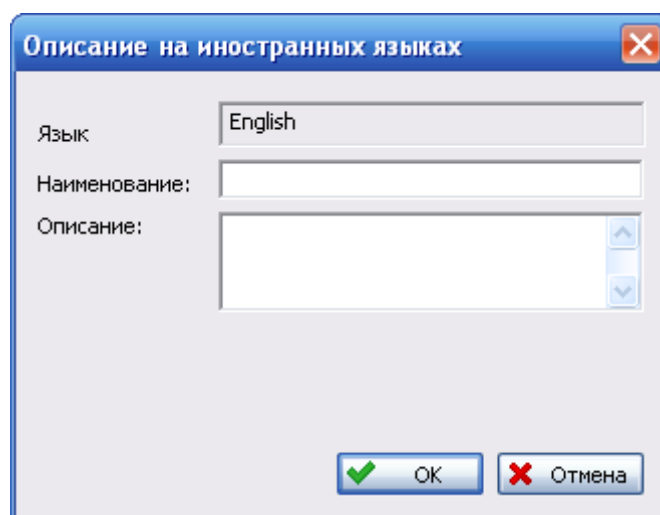 Описание на иностранных языках
Язык
English
Наименование:
Описание:
OK
Отмена